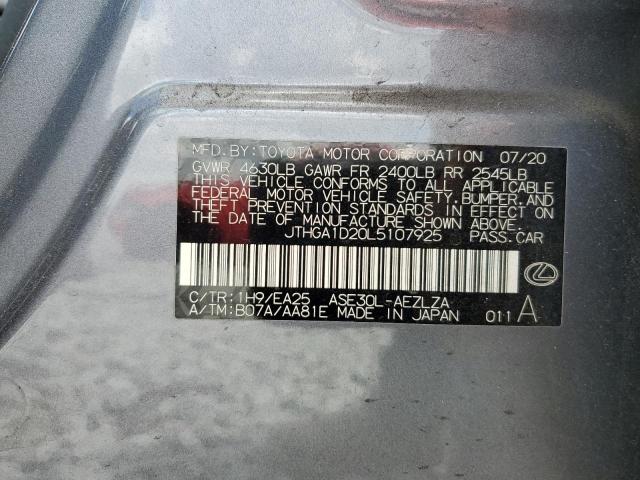 MFD. BY: TOYOTA MOTOR CORPORATION 07/20
GVWR 4630LB GAWR FR 2400LB RR 2545LB
THIS VEHICLE CONFORMS TO ALL APPLICABLE
FEDERAL MOTOR VEHICLE SAFETY, BUMPER, AND
THEFT PREVENTION STANDARDS IN EFFECT ON
THE DATE OF MANUFACTURE SHOWN ABOVE.
JTHGA1D20L5107925 PASS.CAR
C/TR:1H9/EA25 ASE30L-AEZLZA
A/TM:B07A/AA81E MADE IN JAPAN 011 A